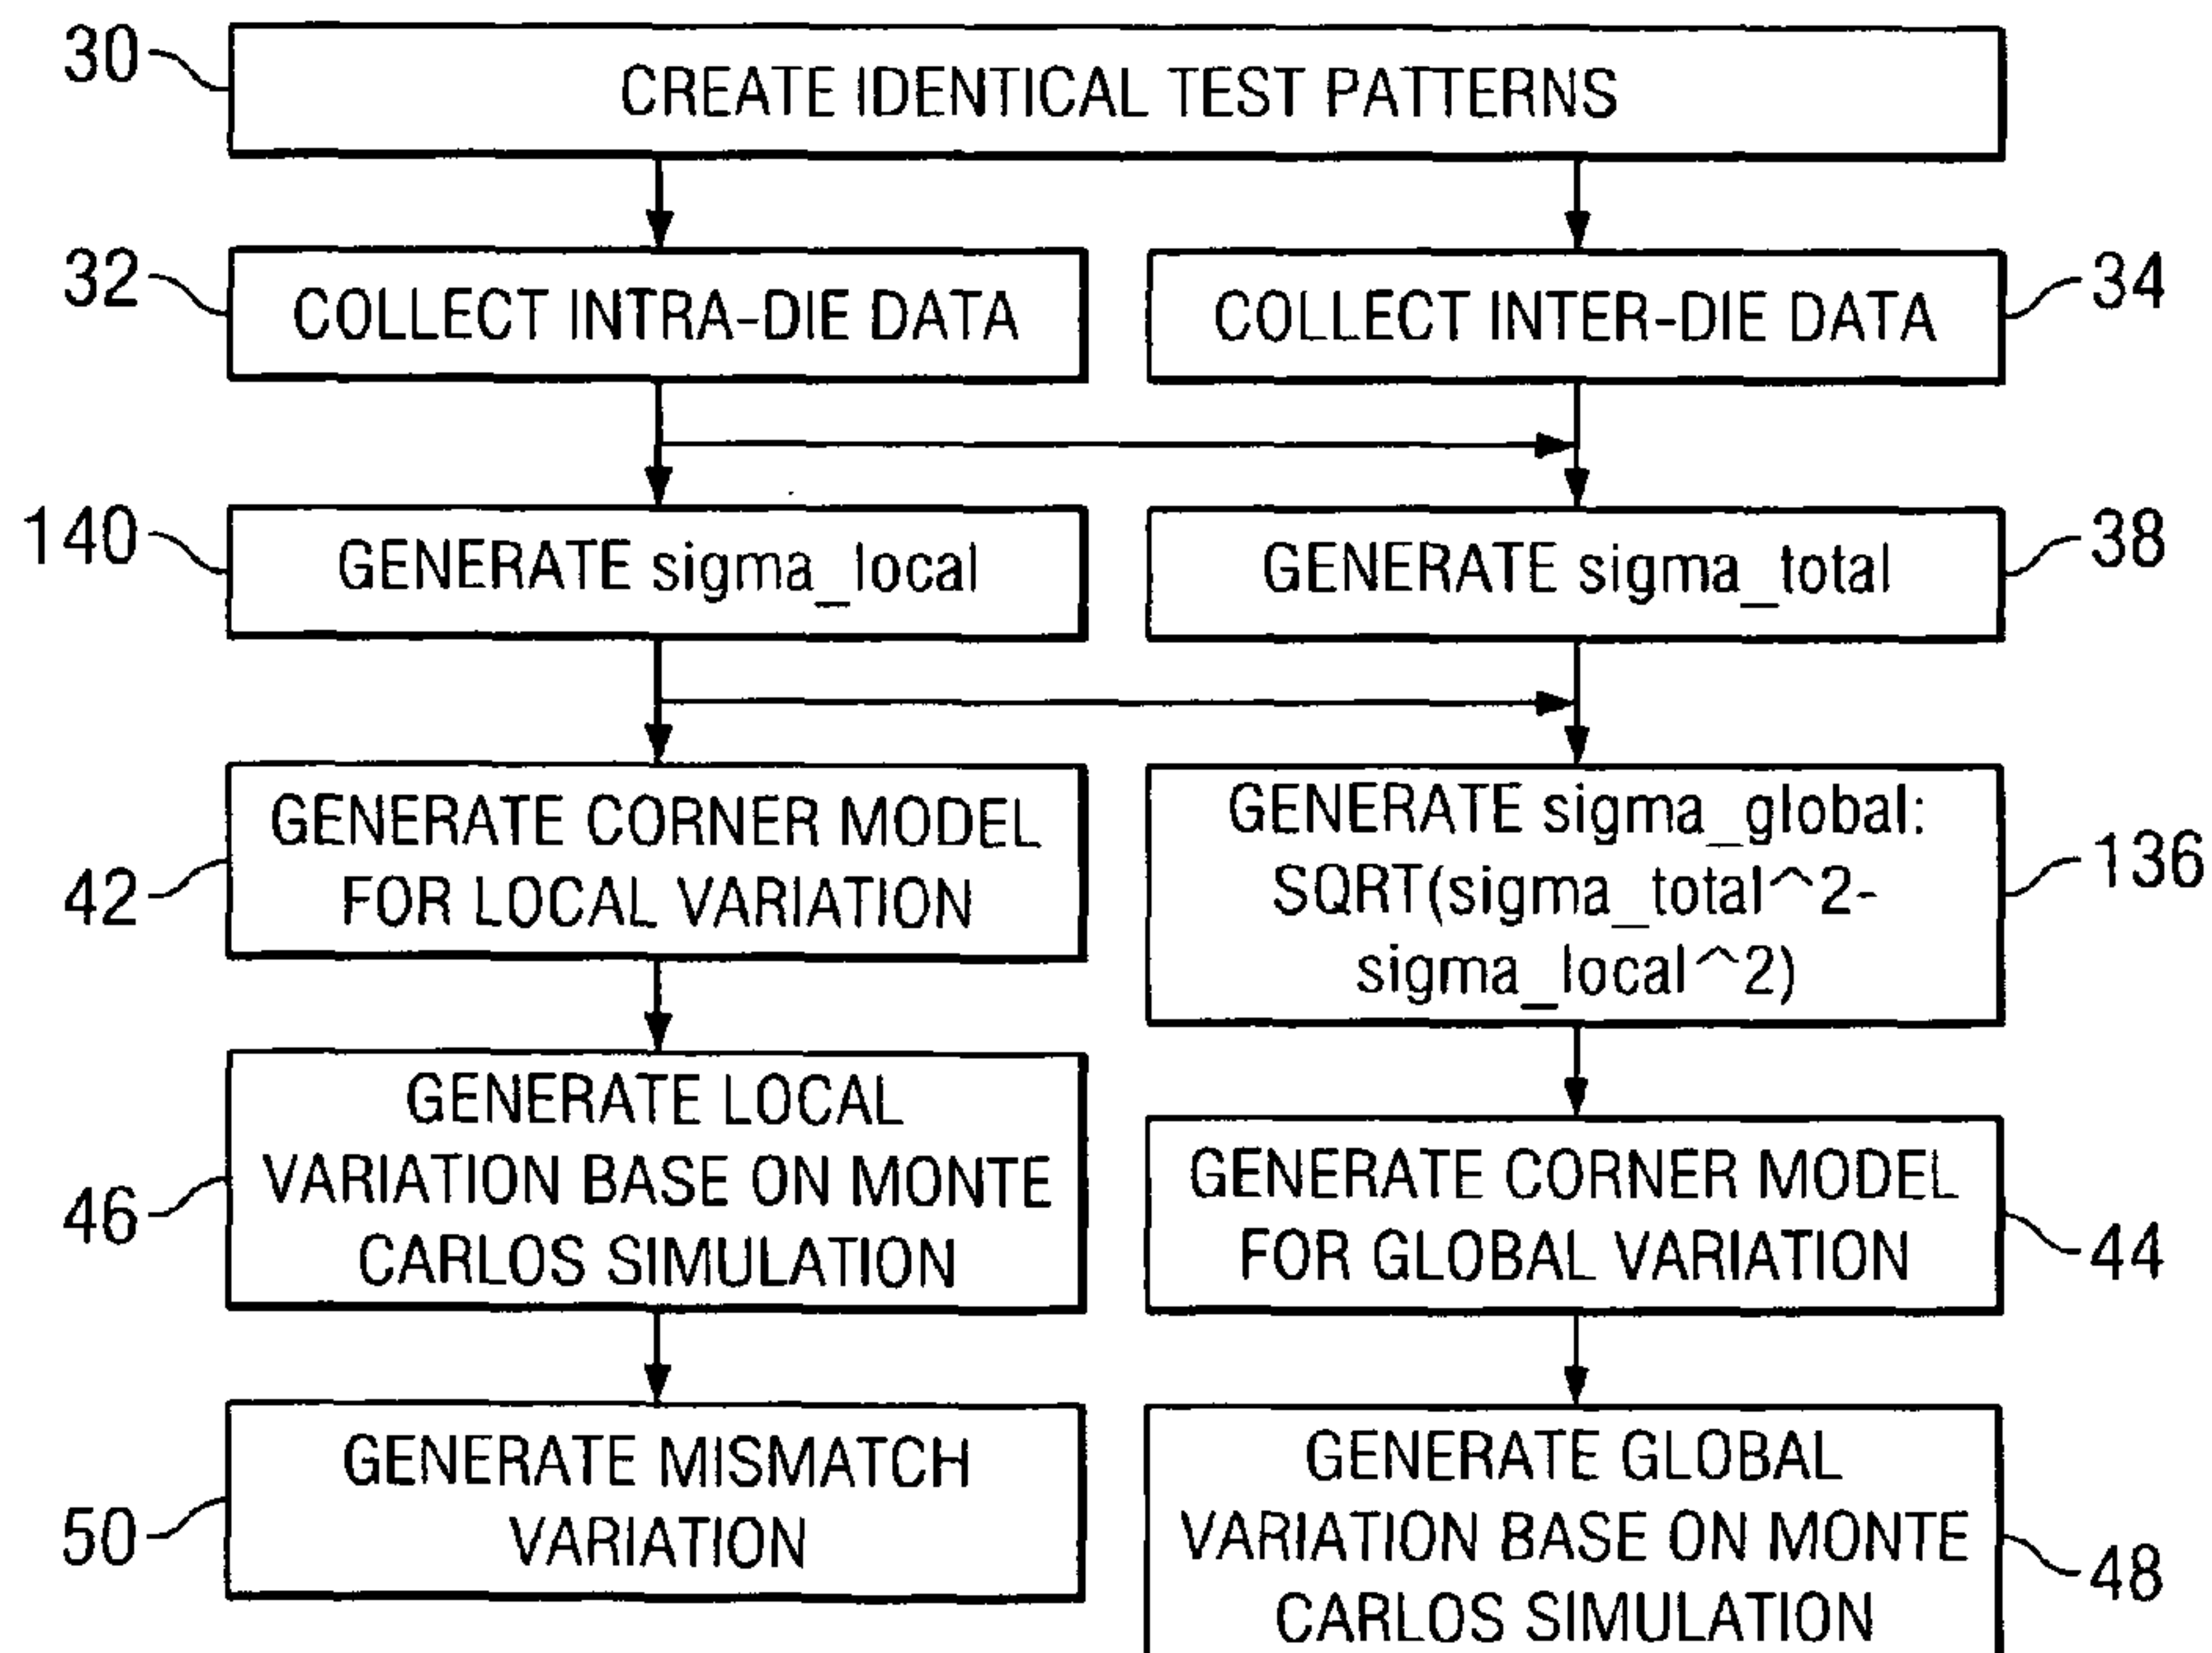 30
CREATE IDENTICAL TEST PATTERNS
32
COLLECT INTRA-DIE DATA
COLLECT INTER-DIE DATA
34
140
GENERATE sigma_local
GENERATE sigma_total
38
42
GENERATE CORNER MODEL
FOR LOCAL VARIATION
GENERATE sigma_global:
SQRT(sigma_total^2-
sigma_local^2)
136
46
GENERATE LOCAL
VARIATION BASE ON MONTE
CARLOS SIMULATION
GENERATE CORNER MODEL
FOR GLOBAL VARIATION
44
50
GENERATE MISMATCH
VARIATION
GENERATE GLOBAL
VARIATION BASE ON MONTE
CARLOS SIMULATION
48